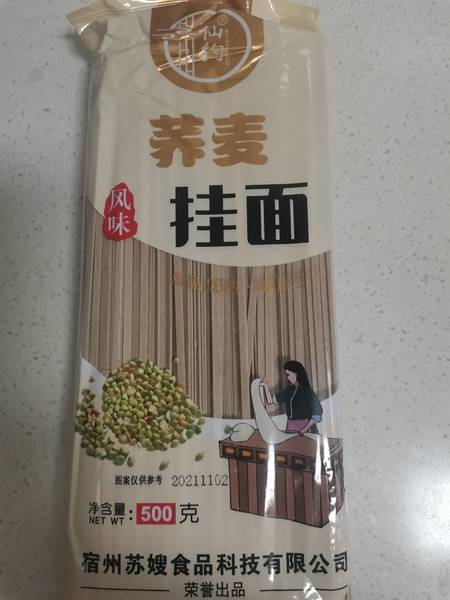 仙约
®
荞麦
风味
挂面
图案仅供参考 20211102
净含量:
NET WT 500克
宿州苏嫂食品科技有限公司
荣誉出品